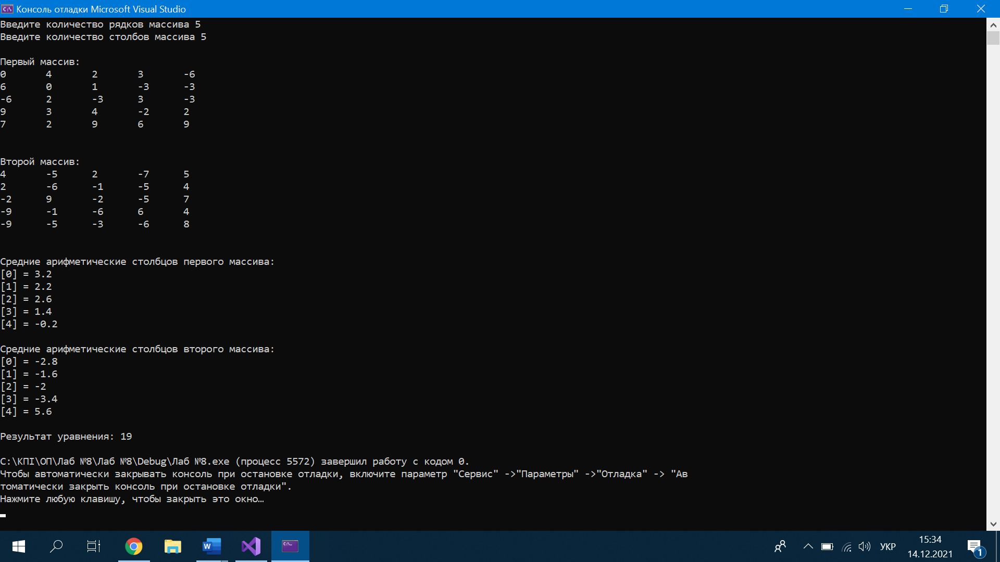 Консоль отладки Microsoft Visual Studio
Введите количество рядков массива 5
Введите количество столбов массива 5
Первый массив:
0 4 2 3 -6
6 0 1 -3 -3
-6 2 -3 3 -3
9 3 4 -2 2
7 2 9 6 9
Второй массив:
4 -5 2 -7 5
2 -6 -1 -5 4
-2 9 -2 -5 7
-9 -1 -6 6 4
-9 -5 -3 -6 8
Средние арифметические столбцов первого массива:
[0] = 3.2
[1] = 2.2
[2] = 2.6
[3] = 1.4
[4] = -0.2
Средние арифметические столбцов второго массива:
[0] = -2.8
[1] = -1.6
[2] = -2
[3] = -3.4
[4] = 5.6
Результат уравнения: 19
C:\КПІ\ОП\Лаб №8\Лаб №8\Debug\Лаб №8.exe (процесс 5572) завершил работу с кодом 0.
Чтобы автоматически закрывать консоль при остановке отладки, включите параметр "Сервис" ->"Параметры" ->"Отладка" -> "Ав
томатически закрыть консоль при остановке отладки".
Нажмите любую клавишу, чтобы закрыть это окно…
УКР
15:34
14.12.2021
1